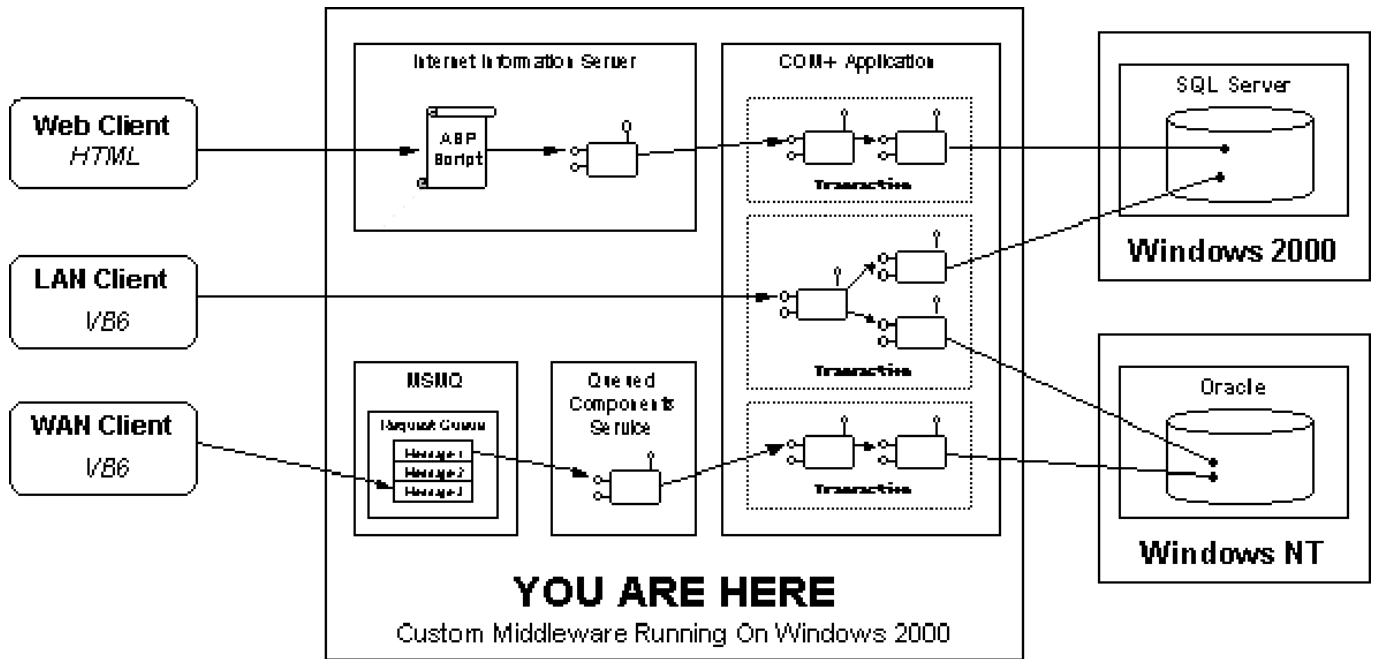 Web Client
HTML
LAN Client
VB6
WAN Client
VB6
Internet Information Server
ASP
Script
MSMQ
Request Queue
Message 1
Message 2
Message 3
Queued
Components
Service
COM+ Application
Transaction
Transaction
Transaction
SQL Server
Windows 2000
Oracle
Windows NT
YOU ARE HERE
Custom Middleware Running On Windows 2000